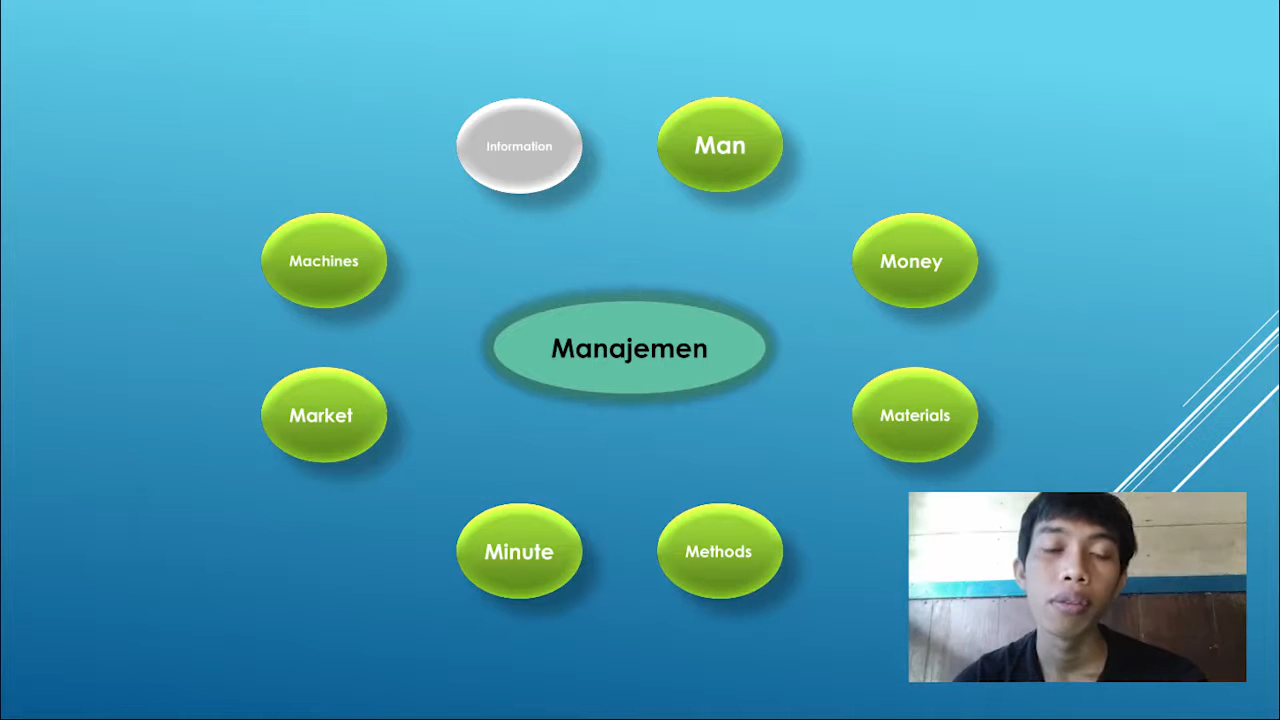 Information
Man
Machines
Money
Manajemen
Market
Materials
Minute
Methods